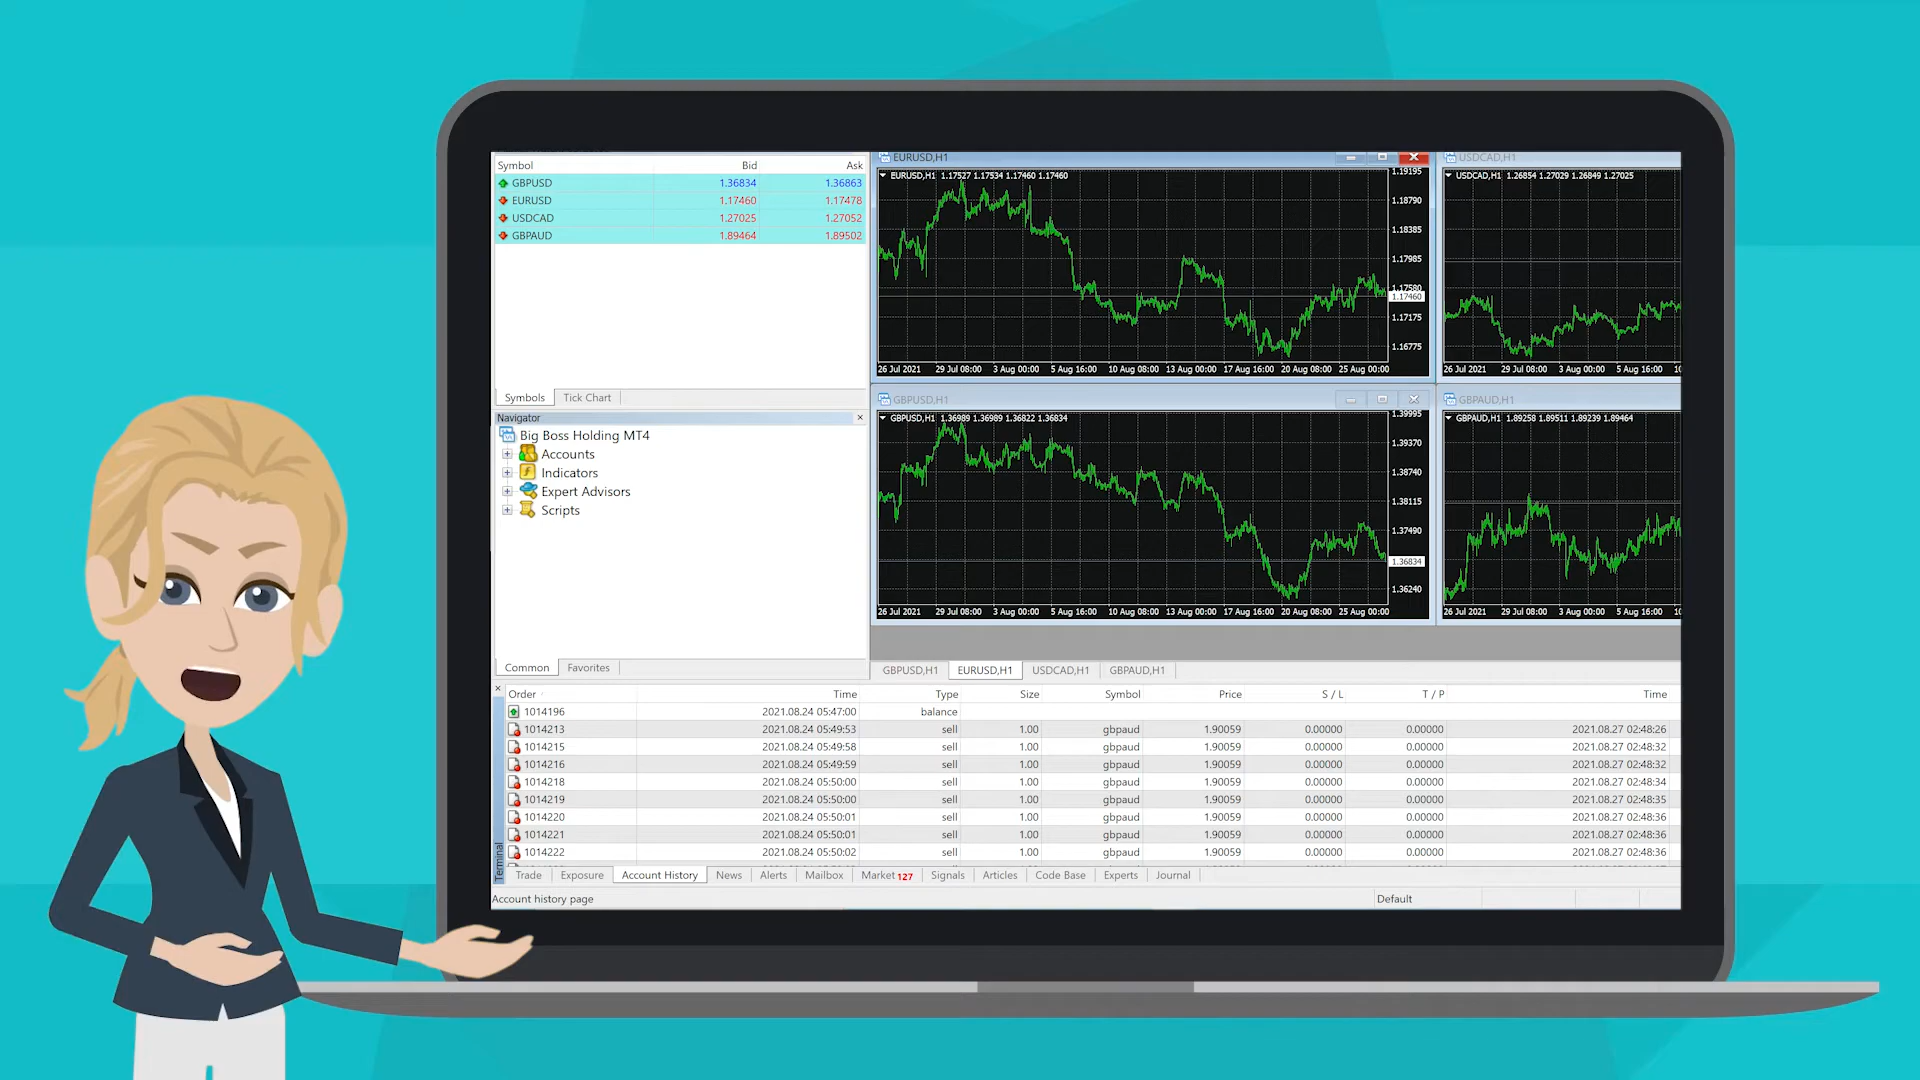 Symbol Bid Ask
GBPUSD 1.36834 1.36863
EURUSD 1.17460 1.17478
USDCAD 1.27025 1.27052
GBPAUD 1.89464 1.89502
Symbols Tick Chart
Navigator
Big Boss Holding MT4
Accounts
Indicators
Expert Advisors
Scripts
Common Favorites
EURUSD,H1
EURUSD,H1 1.17527 1.17534 1.17460 1.17460
1.19195
1.18790
1.18385
1.17985
1.17580
1.17460
1.17175
1.16775
26 Jul 2021 29 Jul 08:00 3 Aug 00:00 5 Aug 16:00 10 Aug 08:00 13 Aug 00:00 17 Aug 16:00 20 Aug 08:00 25 Aug 00:00
USDCAD,H1
USDCAD,H1 1.26854 1.27029 1.26849 1.27025
26 Jul 2021 29 Jul 08:00 3 Aug 00:00 5 Aug 16:00 10
GBPUSD,H1
GBPUSD,H1 1.36989 1.36989 1.36822 1.36834
1.39995
1.39370
1.38740
1.38115
1.37490
1.36834
1.36240
26 Jul 2021 29 Jul 08:00 3 Aug 00:00 5 Aug 16:00 10 Aug 08:00 13 Aug 00:00 17 Aug 16:00 20 Aug 08:00 25 Aug 00:00
GBPAUD,H1
GBPAUD,H1 1.89258 1.89511 1.89239 1.89464
26 Jul 2021 29 Jul 08:00 3 Aug 00:00 5 Aug 16:00 10
GBPUSD,H1 EURUSD,H1 USDCAD,H1 GBPAUD,H1
Order Time Type Size Symbol Price S / L T / P Time
1014196 2021.08.24 05:47:00 balance
1014213 2021.08.24 05:49:53 sell 1.00 gbpaud 1.90059 0.00000 0.00000 2021.08.27 02:48:26
1014215 2021.08.24 05:49:58 sell 1.00 gbpaud 1.90059 0.00000 0.00000 2021.08.27 02:48:32
1014216 2021.08.24 05:49:59 sell 1.00 gbpaud 1.90059 0.00000 0.00000 2021.08.27 02:48:32
1014218 2021.08.24 05:50:00 sell 1.00 gbpaud 1.90059 0.00000 0.00000 2021.08.27 02:48:34
1014219 2021.08.24 05:50:00 sell 1.00 gbpaud 1.90059 0.00000 0.00000 2021.08.27 02:48:35
1014220 2021.08.24 05:50:01 sell 1.00 gbpaud 1.90059 0.00000 0.00000 2021.08.27 02:48:36
1014221 2021.08.24 05:50:01 sell 1.00 gbpaud 1.90059 0.00000 0.00000 2021.08.27 02:48:36
1014222 2021.08.24 05:50:02 sell 1.00 gbpaud 1.90059 0.00000 0.00000 2021.08.27 02:48:36
Terminal
Trade Exposure Account History News Alerts Mailbox Market 127 Signals Articles Code Base Experts Journal
Account history page Default